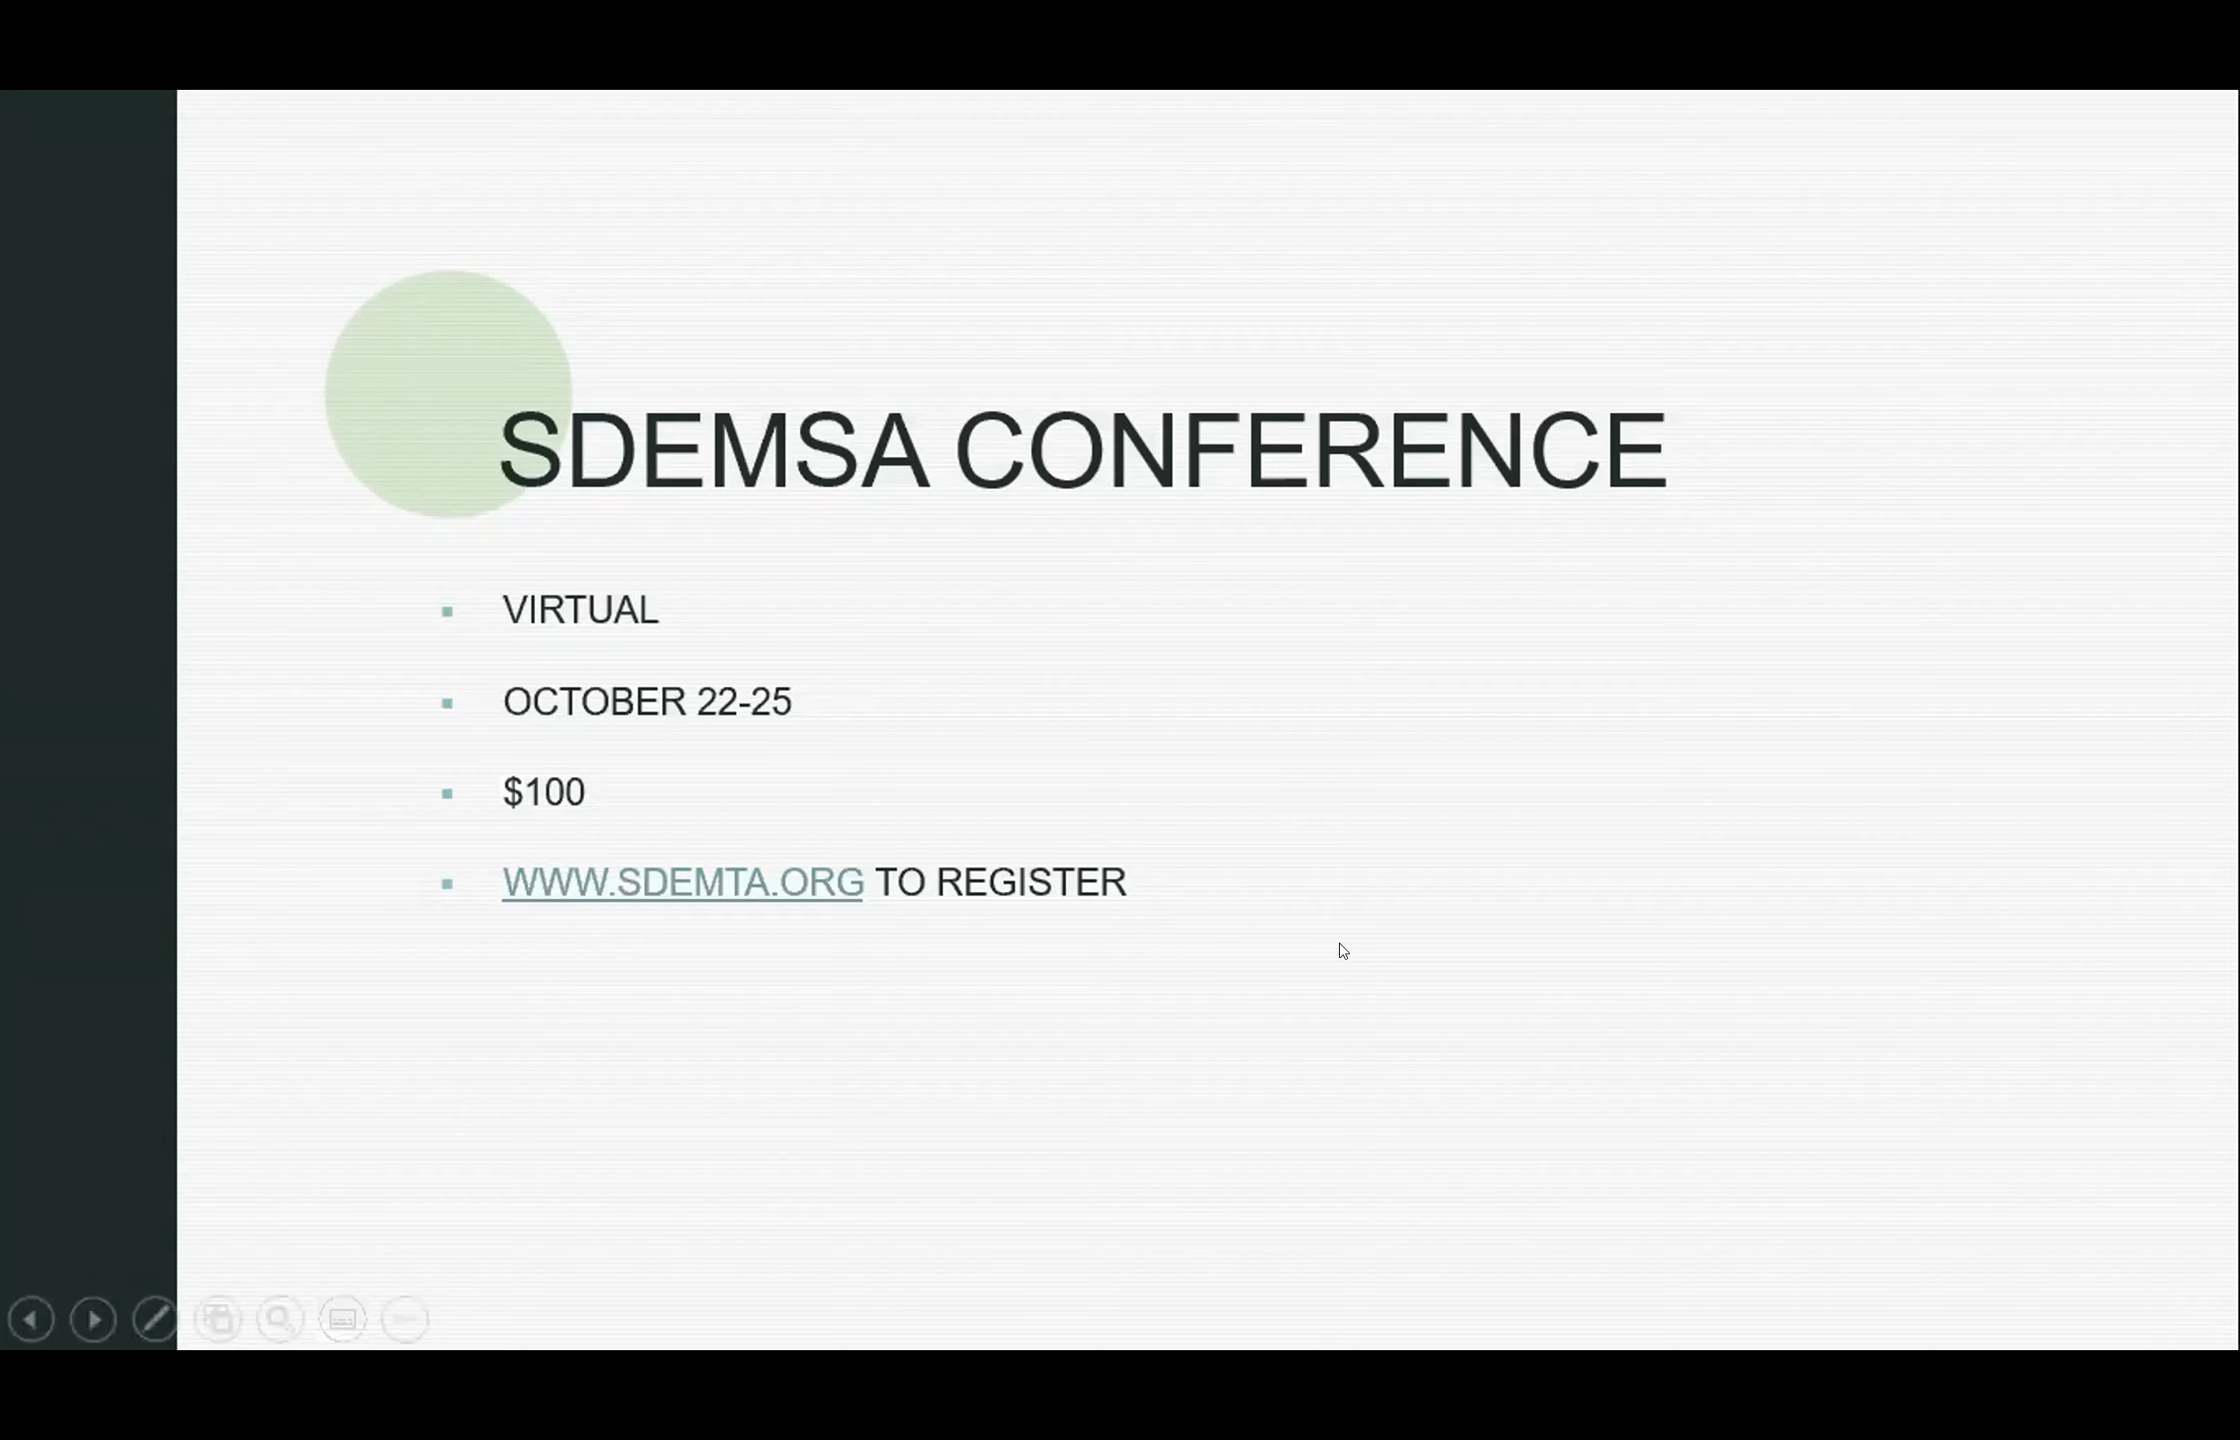 SDEMSA CONFERENCE
VIRTUAL
OCTOBER 22-25
$100
WWW.SDEMTA.ORG TO REGISTER